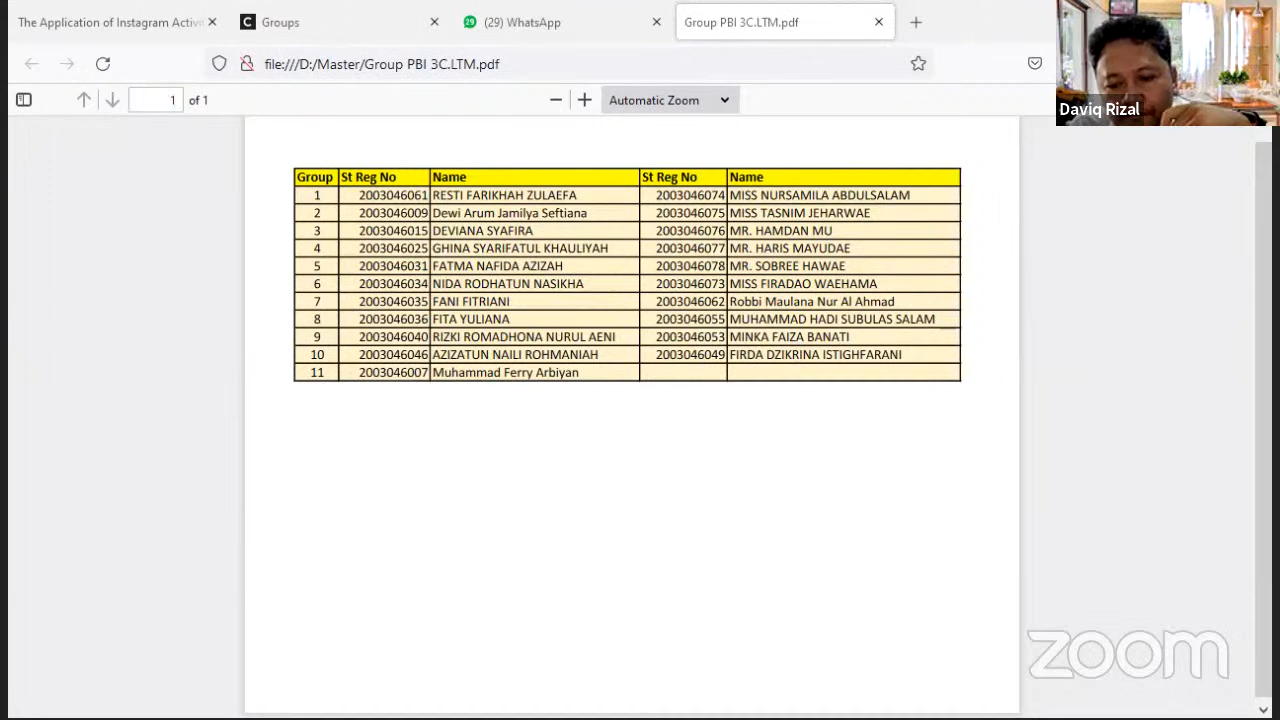 The Application of Instagram Activi
Groups
(29) WhatsApp
Group PBI 3C.LTM.pdf
file:///D:/Master/Group PBI 3C.LTM.pdf
1 of 1
Automatic Zoom
Daviq Rizal
Group St Reg No Name St Reg No Name
1 2003046061 RESTI FARIKHAH ZULAEFA 2003046074 MISS NURSAMILA ABDULSALAM
2 2003046009 Dewi Arum Jamilya Seftiana 2003046075 MISS TASNIM JEHARWAE
3 2003046015 DEVIANA SYAFIRA 2003046076 MR. HAMDAN MU
4 2003046025 GHINA SYARIFATUL KHAULIYAH 2003046077 MR. HARIS MAYUDAE
5 2003046031 FATMA NAFIDA AZIZAH 2003046078 MR. SOBREE HAWAE
6 2003046034 NIDA RODHATUN NASIKHA 2003046073 MISS FIRADAO WAEHAMA
7 2003046035 FANI FITRIANI 2003046062 Robbi Maulana Nur Al Ahmad
8 2003046036 FITA YULIANA 2003046055 MUHAMMAD HADI SUBULAS SALAM
9 2003046040 RIZKI ROMADHONA NURUL AENI 2003046053 MINKA FAIZA BANATI
10 2003046046 AZIZATUN NAILI ROHMANIAH 2003046049 FIRDA DZIKRINA ISTIGHFARANI
11 2003046007 Muhammad Ferry Arbiyan
zoom